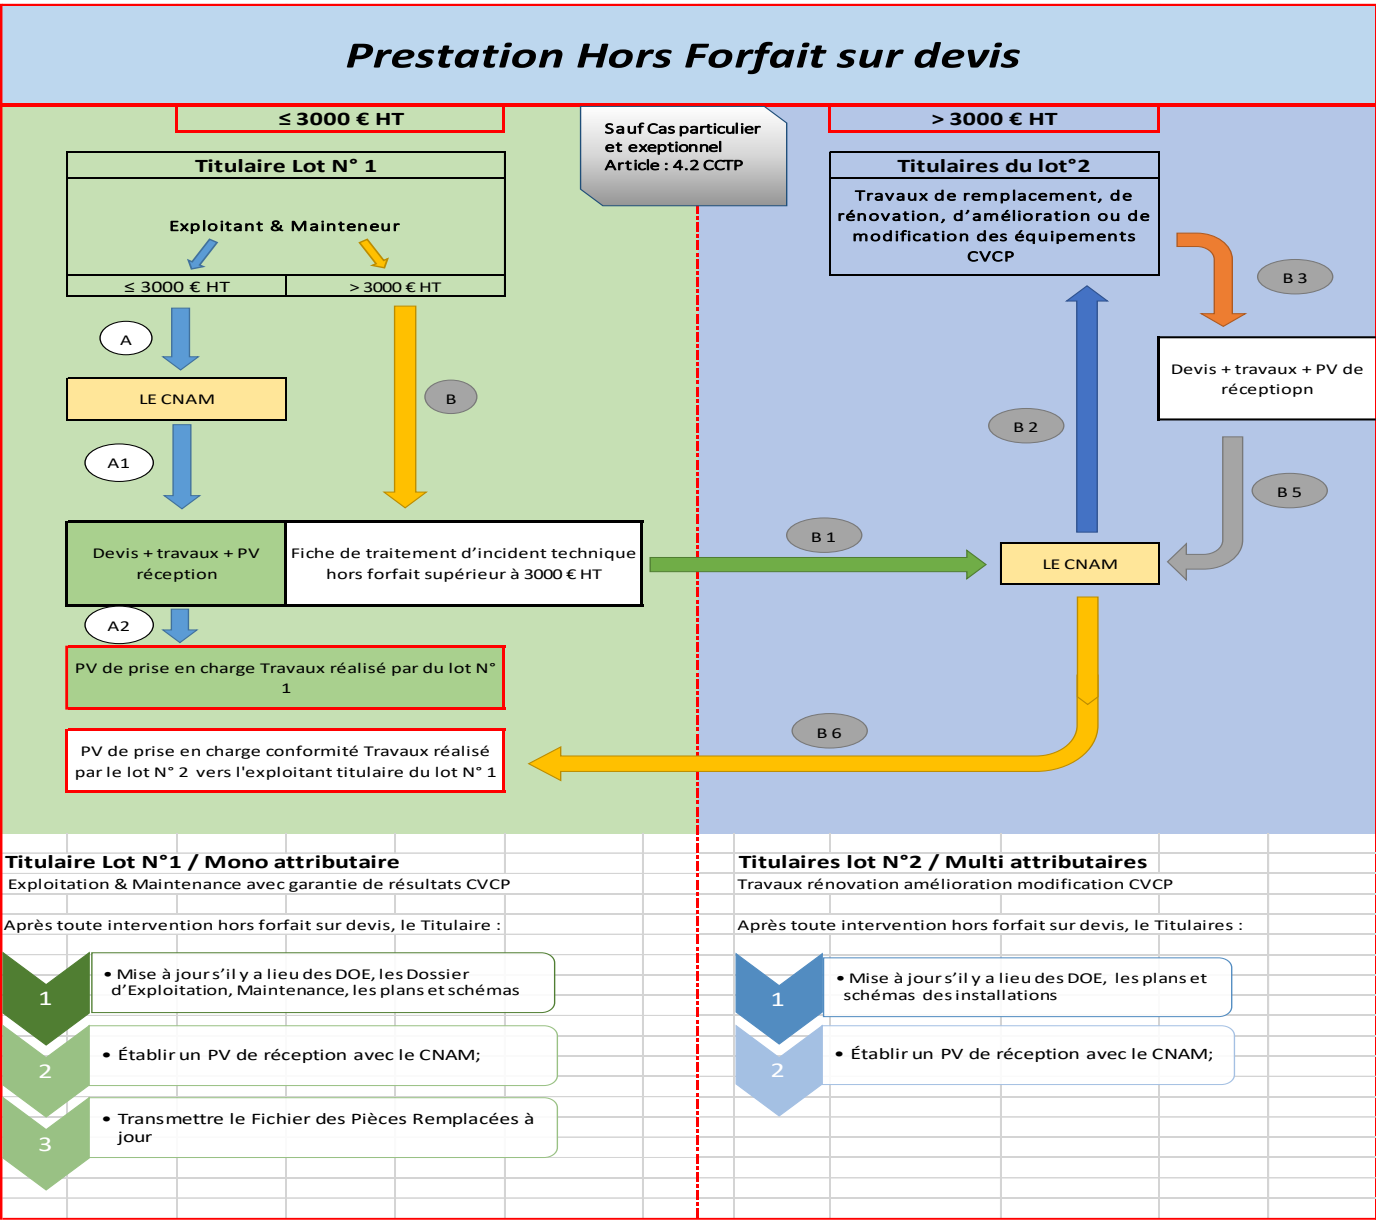 Prestation Hors Forfait sur devis
≤ 3000 € HT
Sauf Cas particulier
et exeptionnel
Article : 4.2 CCTP
> 3000 € HT
Titulaire Lot N° 1
Exploitant & Mainteneur
≤ 3000 € HT
> 3000 € HT
Titulaires du lot°2
Travaux de remplacement, de
rénovation, d’amélioration ou de
modification des équipements
CVCP
B 3
A
Devis + travaux + PV de
réceptiopn
LE CNAM
B
B 2
A1
B 5
Devis + travaux + PV
réception
Fiche de traitement d’incident technique
hors forfait supérieur à 3000 € HT
B 1
LE CNAM
A2
PV de prise en charge Travaux réalisé par du lot N°
1
PV de prise en charge conformité Travaux réalisé
par le lot N° 2 vers l'exploitant titulaire du lot N° 1
B 6
Titulaire Lot N°1 / Mono attributaire
Exploitation & Maintenance avec garantie de résultats CVCP
Après toute intervention hors forfait sur devis, le Titulaire :
1
• Mise à jour s’il y a lieu des DOE, les Dossier
d’Exploitation, Maintenance, les plans et schémas
2
• Établir un PV de réception avec le CNAM;
3
• Transmettre le Fichier des Pièces Remplacées à
jour
Titulaires lot N°2 / Multi attributaires
Travaux rénovation amélioration modification CVCP
Après toute intervention hors forfait sur devis, le Titulaires :
1
• Mise à jour s’il y a lieu des DOE, les plans et
schémas des installations
2
• Établir un PV de réception avec le CNAM;